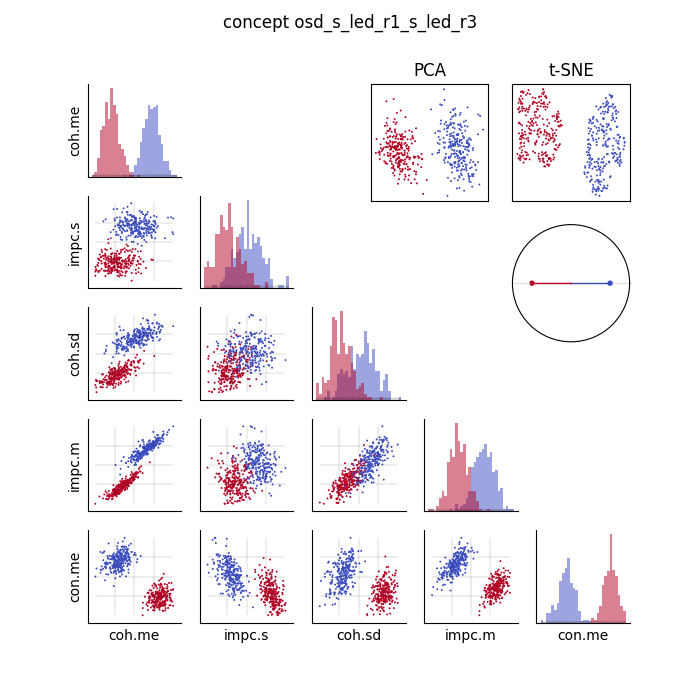 concept osd_s_led_r1_s_led_r3
PCA
t-SNE
coh.me
impc.s
coh.sd
impc.m
con.me
coh.me
impc.s
coh.sd
impc.m
con.me